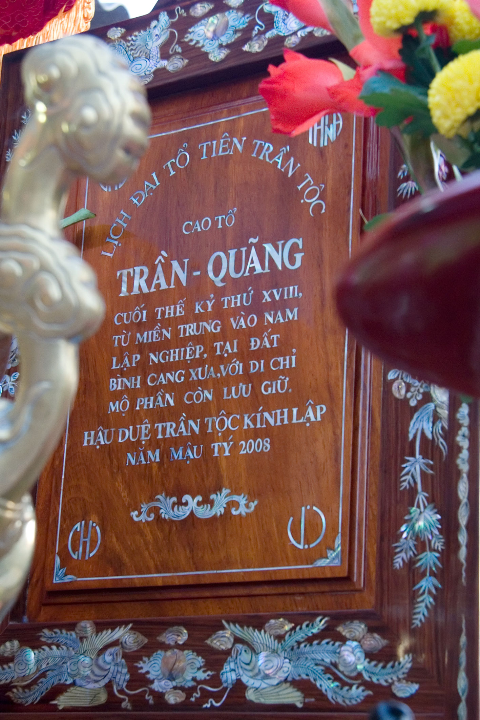 LỊCH ĐẠI TỔ TIÊN TRẦN TỘC
CAO TỔ
TRẦN - QUÃNG
CUỐI THẾ KỶ THỨ XVIII,
TỪ MIỀN TRUNG VÀO NAM
LẬP NGHIỆP, TẠI ĐẤT
BÌNH CANG XƯA, VỚI DI CHỈ
MỘ PHẦN CÒN LƯU GIỮ.
HẬU DUỆ TRẦN TỘC KÍNH LẬP
NĂM MẬU TÝ 2008